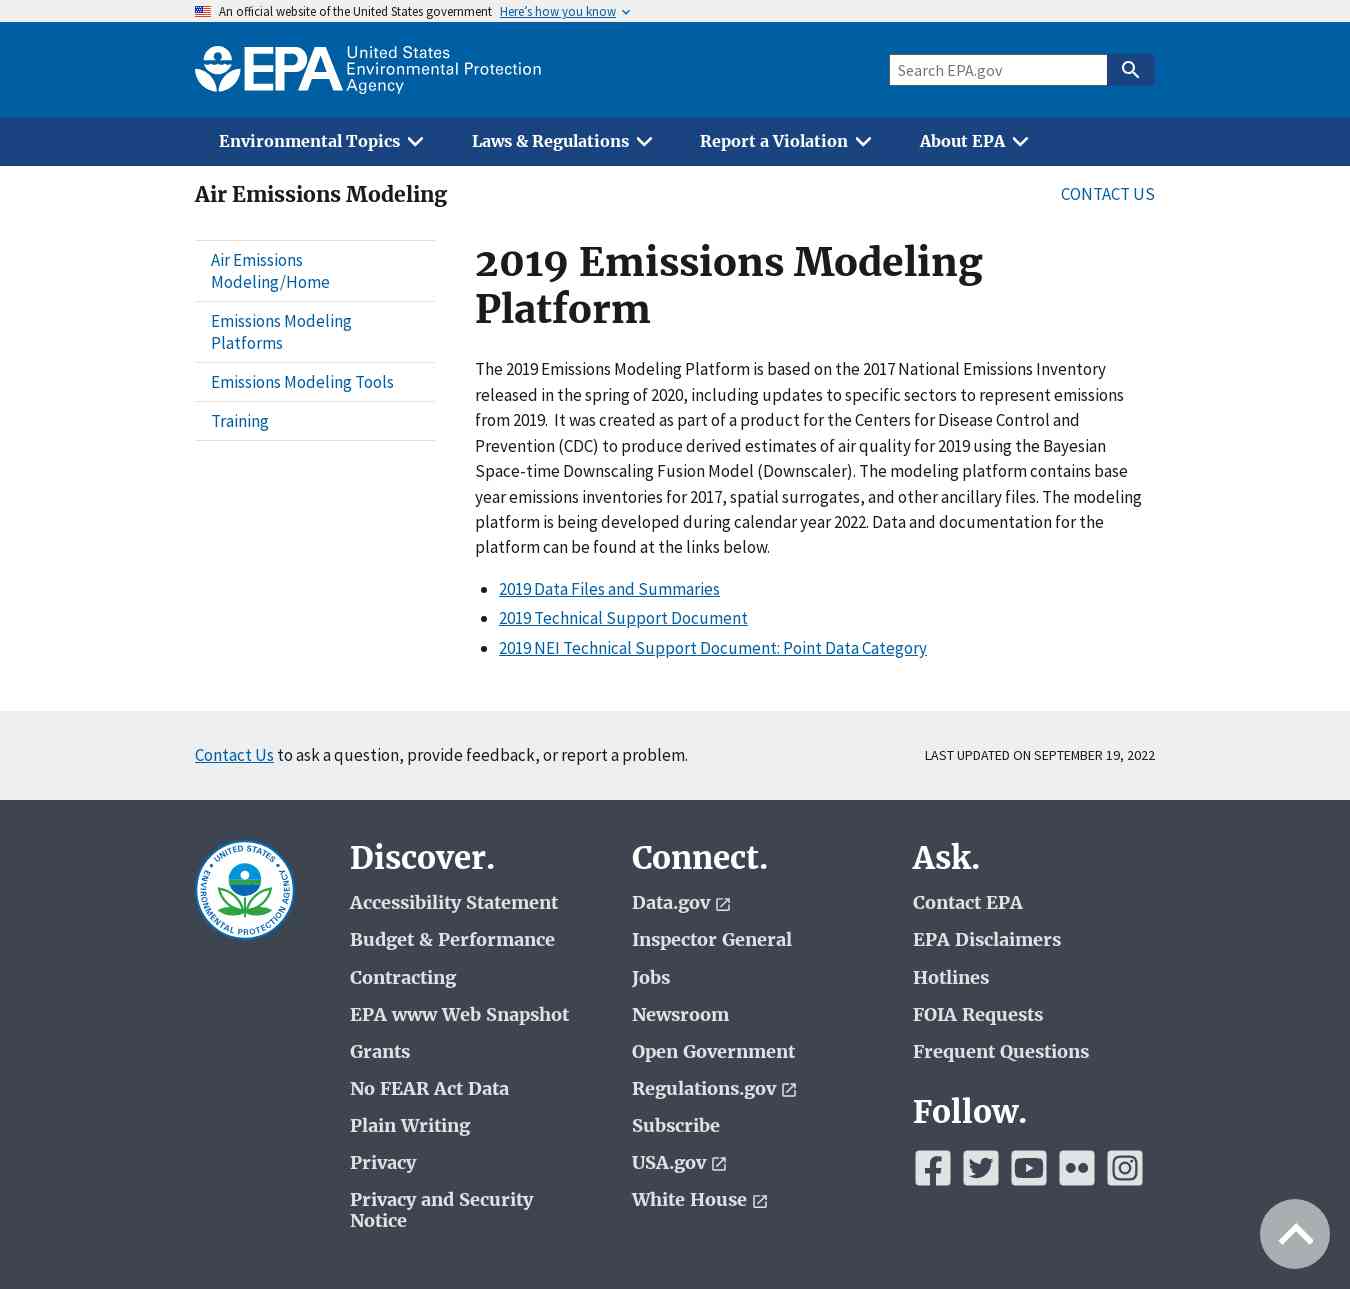 An official website of the United States government Here’s how you know
EPA United States
Environmental Protection
Agency
Search EPA.gov
Environmental Topics Laws & Regulations Report a Violation About EPA
Air Emissions Modeling
CONTACT US
Air Emissions
Modeling/Home
Emissions Modeling
Platforms
Emissions Modeling Tools
Training
2019 Emissions Modeling
Platform
The 2019 Emissions Modeling Platform is based on the 2017 National Emissions Inventory
released in the spring of 2020, including updates to specific sectors to represent emissions
from 2019.  It was created as part of a product for the Centers for Disease Control and
Prevention (CDC) to produce derived estimates of air quality for 2019 using the Bayesian
Space-time Downscaling Fusion Model (Downscaler). The modeling platform contains base
year emissions inventories for 2017, spatial surrogates, and other ancillary files. The modeling
platform is being developed during calendar year 2022. Data and documentation for the
platform can be found at the links below.
2019 Data Files and Summaries
2019 Technical Support Document
2019 NEI Technical Support Document: Point Data Category
Contact Us to ask a question, provide feedback, or report a problem.
LAST UPDATED ON SEPTEMBER 19, 2022
UNITED STATES
ENVIRONMENTAL PROTECTION AGENCY
Discover.
Accessibility Statement
Budget & Performance
Contracting
EPA www Web Snapshot
Grants
No FEAR Act Data
Plain Writing
Privacy
Privacy and Security
Notice
Connect.
Data.gov
Inspector General
Jobs
Newsroom
Open Government
Regulations.gov
Subscribe
USA.gov
White House
Ask.
Contact EPA
EPA Disclaimers
Hotlines
FOIA Requests
Frequent Questions
Follow.